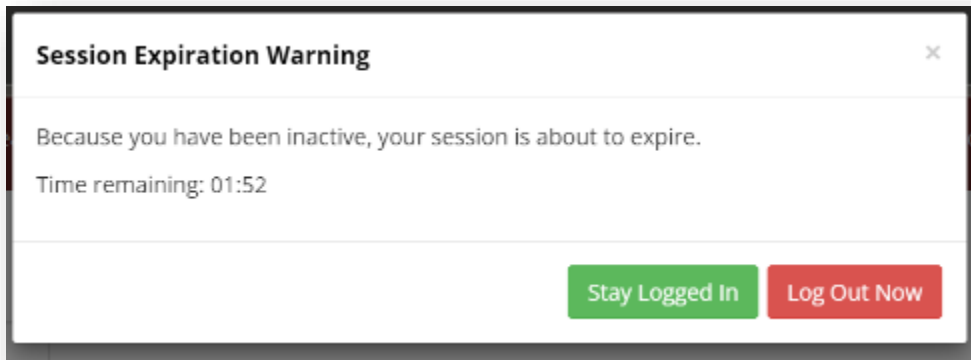 Session Expiration Warning
×
Because you have been inactive, your session is about to expire.
Time remaining: 01:52
Stay Logged In
Log Out Now